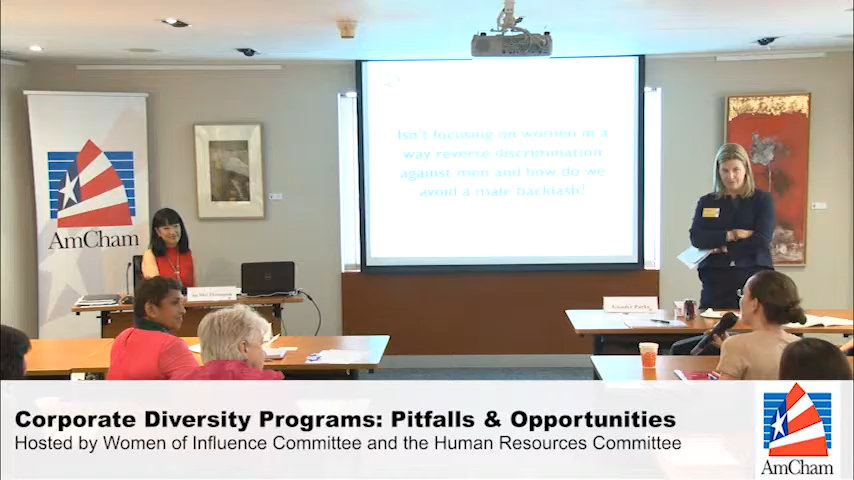 Isn't focusing on women in a
way reverse discrimination
against men and how do we
avoid a male backlash?
AmCham
Corporate Diversity Programs: Pitfalls & Opportunities
Hosted by Women of Influence Committee and the Human Resources Committee
AmCham